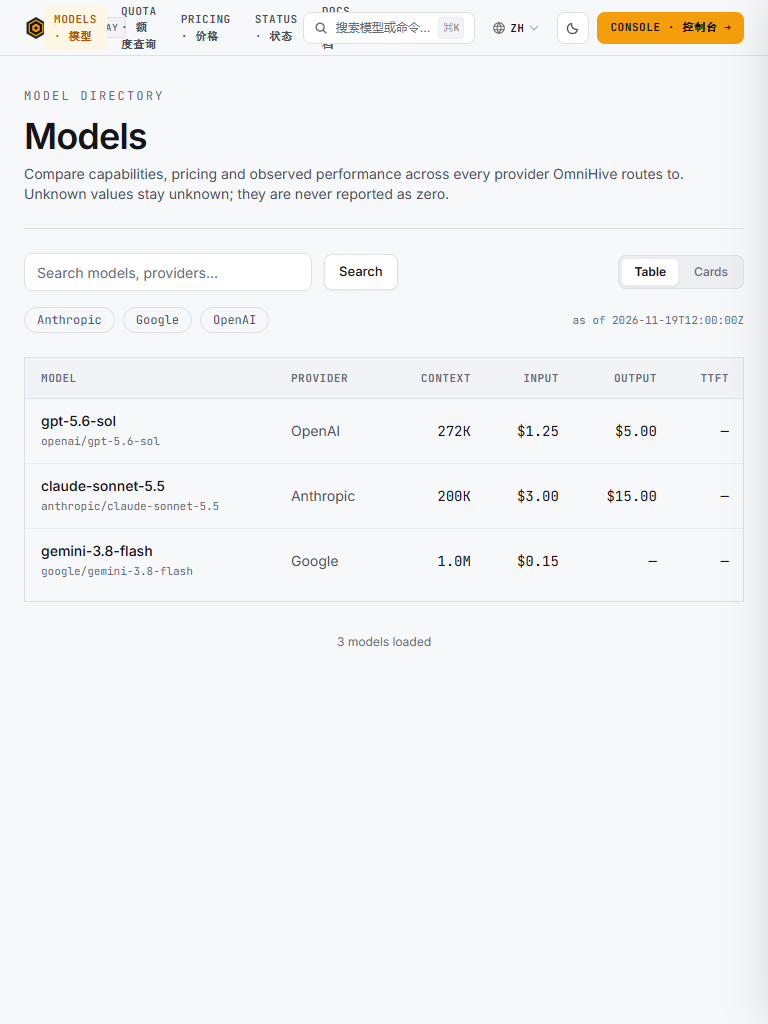 MODELS
· 模型
AY
QUOTA
· 额
度查询
PRICING
· 价格
STATUS
· 状态
DOCS
搜索模型或命令... ⌘K
ZH
CONSOLE · 控制台 →
MODEL DIRECTORY
Models
Compare capabilities, pricing and observed performance across every provider OmniHive routes to.
Unknown values stay unknown; they are never reported as zero.
Search models, providers...
Search
Table Cards
Anthropic Google OpenAI
as of 2026-11-19T12:00:00Z
MODEL PROVIDER CONTEXT INPUT OUTPUT TTFT
gpt-5.6-sol
openai/gpt-5.6-sol
OpenAI 272K $1.25 $5.00 —
claude-sonnet-5.5
anthropic/claude-sonnet-5.5
Anthropic 200K $3.00 $15.00 —
gemini-3.8-flash
google/gemini-3.8-flash
Google 1.0M $0.15 — —
3 models loaded